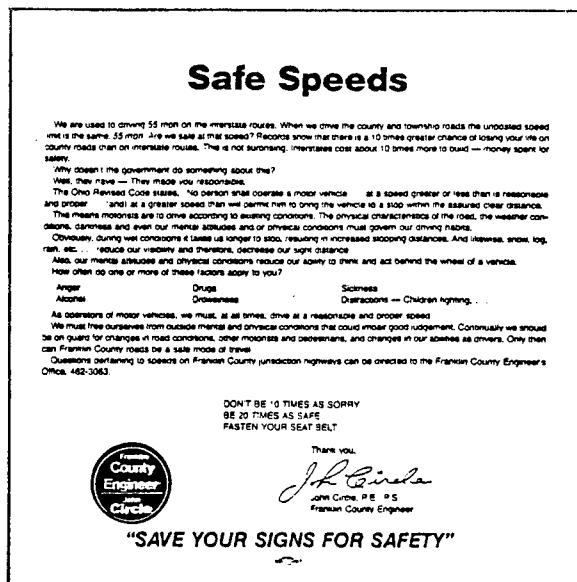 Safe Speeds
We are used to driving 55 mph on the interstate routes. When we drive the county and township roads the unposted speed
limit is the same, 55 mph. Are we safe at that speed? Records show that there is a 10 times greater chance of losing your life on
county roads than on interstate routes. This is not surprising. Interstates cost about 10 times more to build — money spent for
safety.
Why doesn't the government do something about this?
Well, they have — They made you responsible.
The Ohio Revised Code states, "No person shall operate a motor vehicle at a speed greater or less than is reasonable
and proper (and) at a greater speed than will permit him to bring the vehicle to a stop within the assured clear distance.
This means motorists are to drive according to existing conditions. The physical characteristics of the road, the weather con-
ditions, darkness and even our mental attitudes and or physical conditions must govern our driving habits.
Obviously, during wet conditions it takes us longer to stop, resulting in increased stopping distances. And likewise, snow, fog,
rain, etc. . . reduce our visibility and therefore, decrease our sight distance
Also, our mental attitudes and physical conditions reduce our ability to think and act behind the wheel of a vehicle.
How often do one or more of these factors apply to you?
Anger Drugs Sickness
Alcohol Drowsiness Distractions — Children fighting, . .
As operators of motor vehicles, we must, at all times, drive at a reasonable and proper speed
We must free ourselves from outside mental and physical conditions that could impair good judgement. Continually we should
be on guard for changes in road conditions, other motorists and pedestrians, and changes in our abilities as drivers. Only then
can Franklin County roads be a safe mode of travel
Questions pertaining to speeds on Franklin County jurisdiction highways can be directed to the Franklin County Engineer's
Office, 462-3063.
DON'T BE 10 TIMES AS SORRY
BE 20 TIMES AS SAFE
FASTEN YOUR SEAT BELT
Thank you,
John Circle, P.E. P.S
Franklin County Engineer
Franklin
County
Engineer
John
Circle
"SAVE YOUR SIGNS FOR SAFETY"